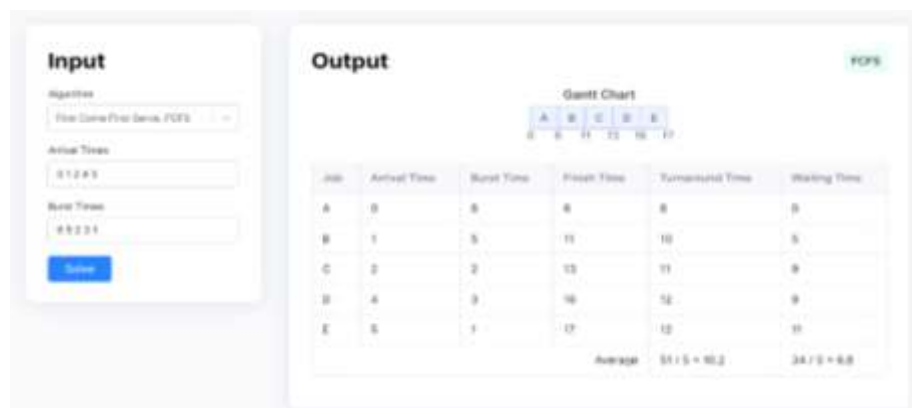 Input
Algorithm
First Come First Serve, FCFS
Arrival Times
0 1 2 4 5
Burst Times
6 5 2 3 1
Solve
Output
FCFS
Gantt Chart
A B C D E
0 6 11 13 16 17
Job Arrival Time Burst Time Finish Time Turnaround Time Waiting Time
A 0 6 6 6 0
B 1 5 11 10 5
C 2 2 13 11 9
D 4 3 16 12 9
E 5 1 17 12 11
Average 51 / 5 = 10.2 34 / 5 = 6.8